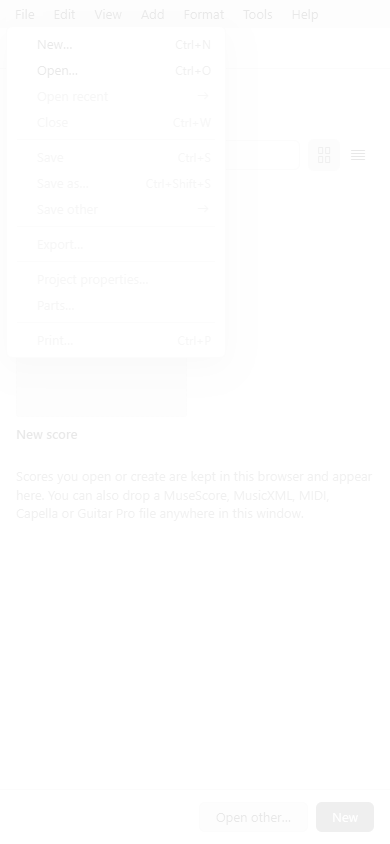 File Edit View Add Format Tools Help
New... Ctrl+N
Open... Ctrl+O
Open recent →
Close Ctrl+W
Save Ctrl+S
Save as... Ctrl+Shift+S
Save other →
Export...
Project properties...
Parts...
Print... Ctrl+P
New score
Scores you open or create are kept in this browser and appear
here. You can also drop a MuseScore, MusicXML, MIDI,
Capella or Guitar Pro file anywhere in this window.
Open other... New